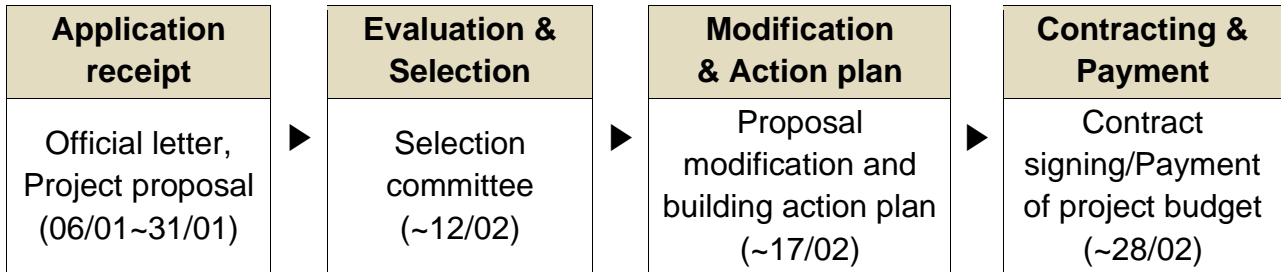 Application
receipt
Official letter,
Project proposal
(06/01~31/01)
▶
Evaluation &
Selection
Selection
committee
(~12/02)
▶
Modification
& Action plan
Proposal
modification and
building action plan
(~17/02)
▶
Contracting &
Payment
Contract
signing/Payment
of project budget
(~28/02)